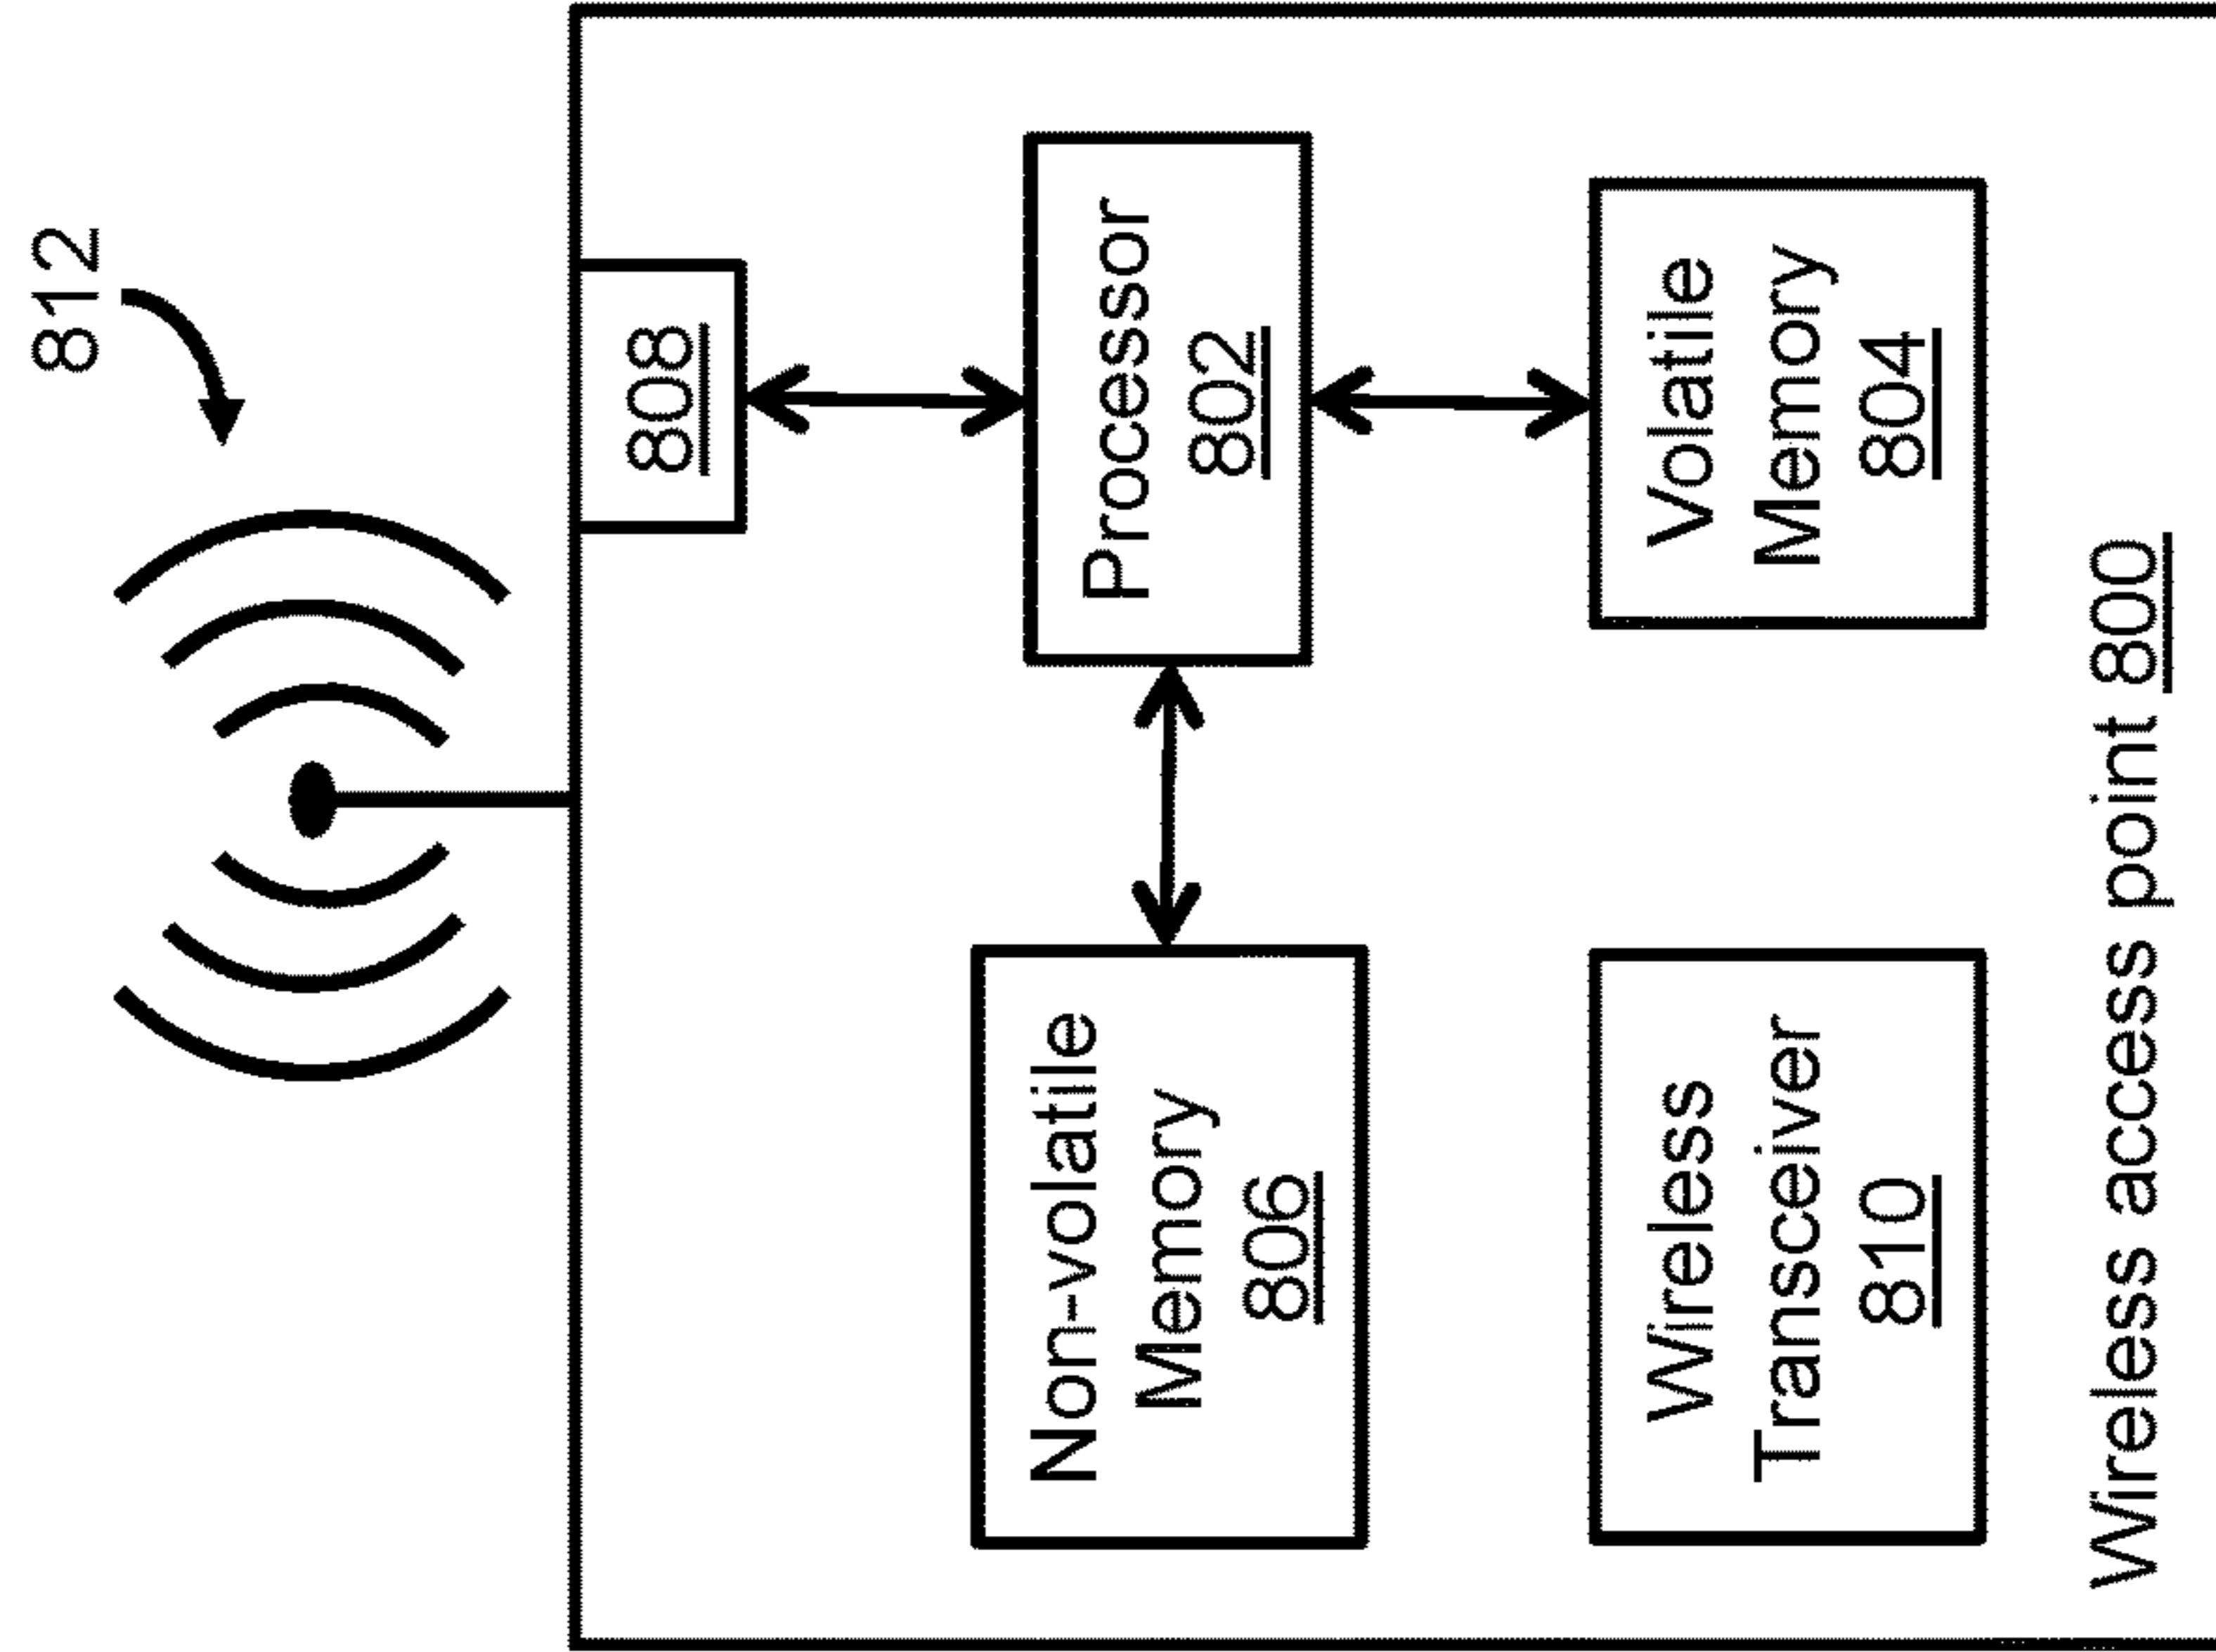 812
808
Processor
802
Non-volatile
Memory
806
Volatile
Memory
804
Wireless
Transceiver
810
Wireless access point 800